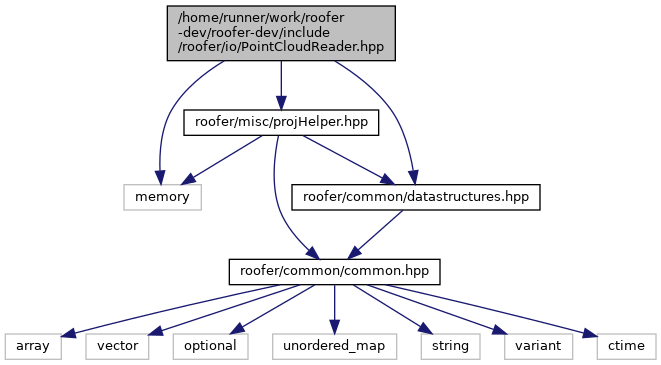 /home/runner/work/roofer
-dev/roofer-dev/include
/roofer/io/PointCloudReader.hpp
roofer/misc/projHelper.hpp
memory
roofer/common/datastructures.hpp
roofer/common/common.hpp
array
vector
optional
unordered_map
string
variant
ctime